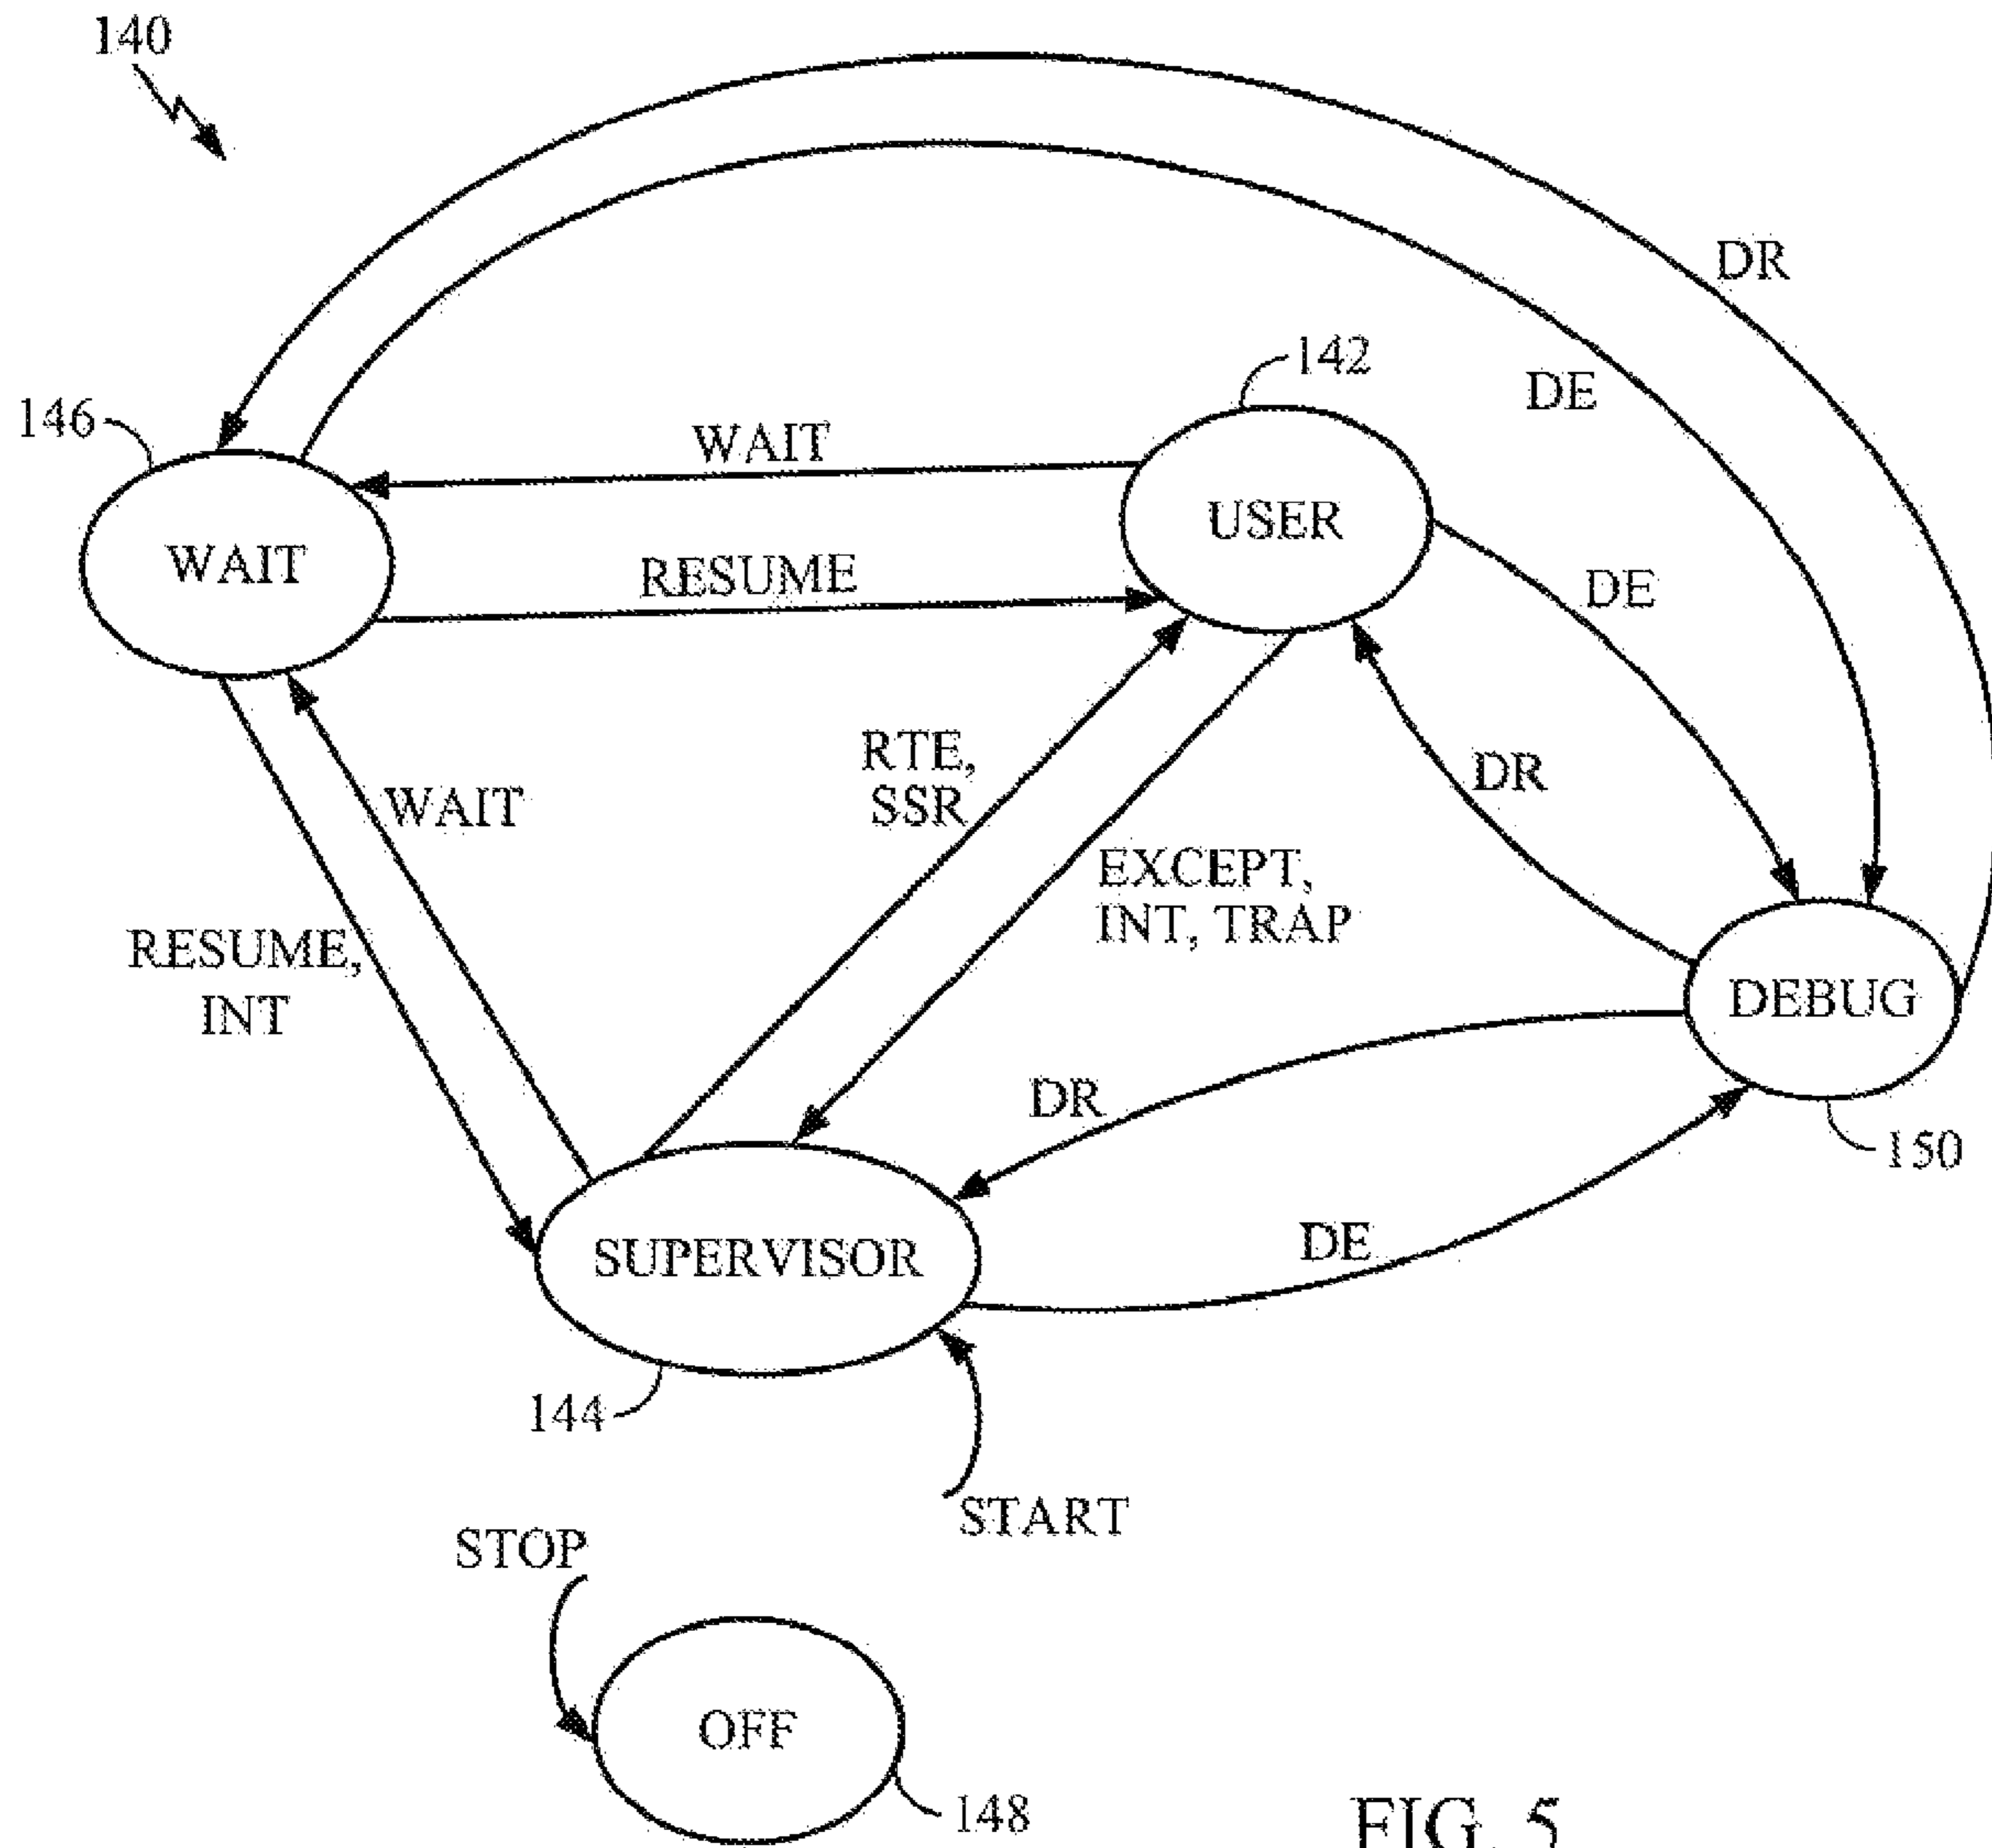 140
DR
142
DE
146
WAIT
USER
WAIT
RESUME
DE
RTE,
SSR
DR
WAIT
EXCEPT,
INT, TRAP
RESUME,
INT
DEBUG
DR
150
DE
SUPERVISOR
144
START
STOP
OFF
148
FIG. 5